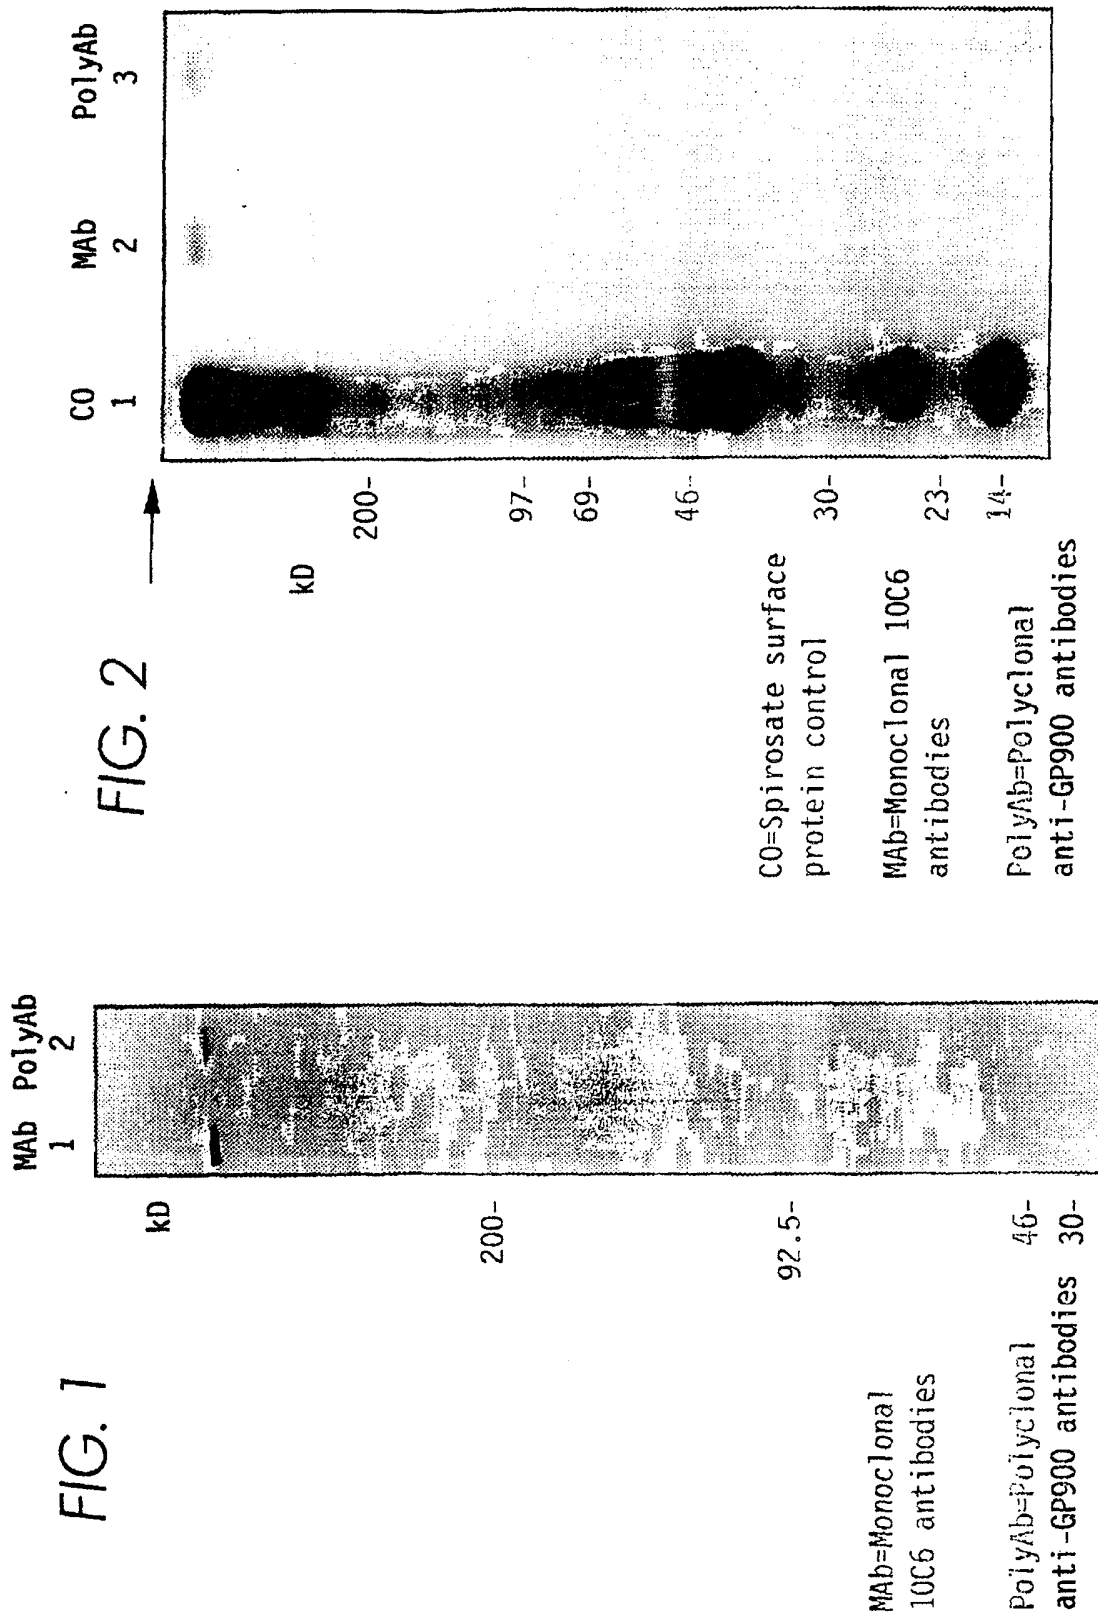 FIG. 1
MAb PolyAb
1 2
kD
200-
92.5-
46-
30-
MAb=Monoclonal
10C6 antibodies
PolyAb=Polyclonal
anti-GP900 antibodies
FIG. 2
CO MAb PolyAb
1 2 3
kD
200-
97-
69-
46-
30-
23-
14-
CO=Spirosate surface
protein control
MAb=Monoclonal 10C6
antibodies
PolyAb=Polyclonal
anti-GP900 antibodies